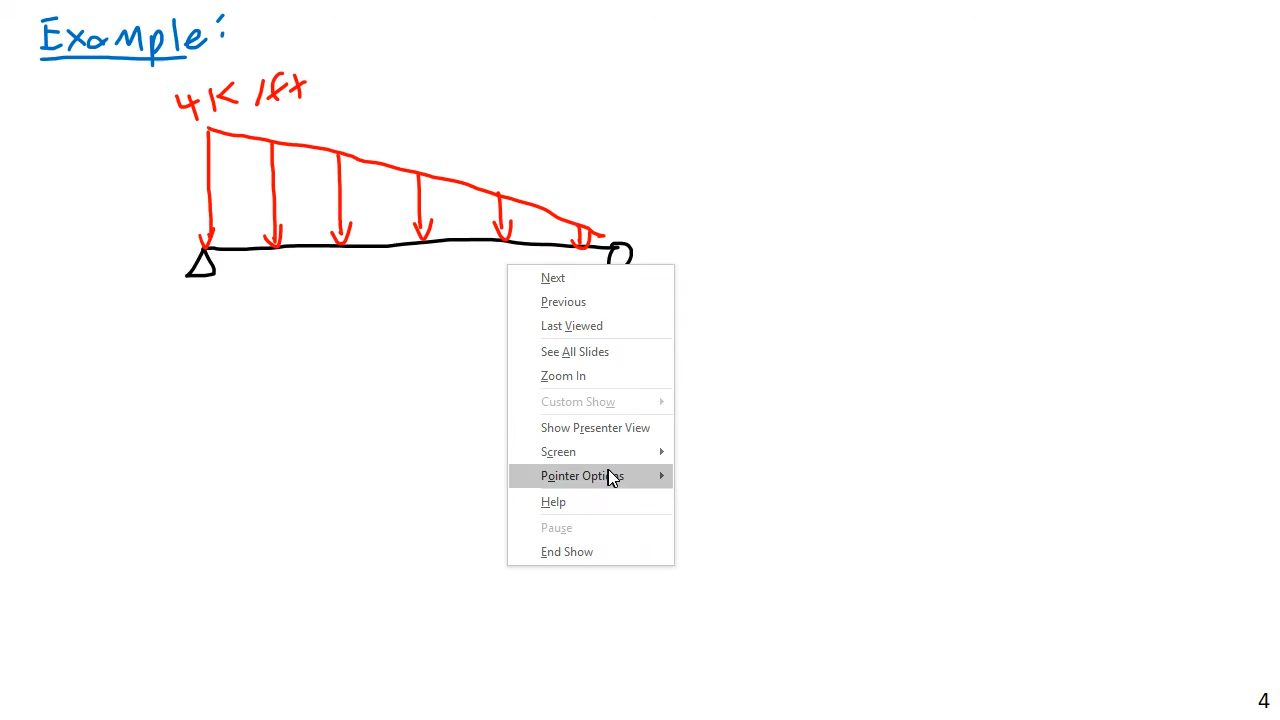 Example:
4 K /ft
Next
Previous
Last Viewed
See All Slides
Zoom In
Custom Show
Show Presenter View
Screen
Pointer Options
Help
Pause
End Show
4